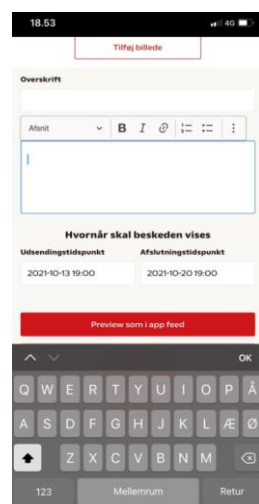 18.53 4G
Tilføj billede
Overskrift
Afsnit B I
Hvornår skal beskeden vises
Udsendingstidspunkt Afslutningstidspunkt
2021-10-13 19:00 2021-10-20 19:00
Preview som i app feed
OK
Q W E R T Y U I O P Å
A S D F G H J K L Æ Ø
Z X C V B N M
123 Mellemrum Retur